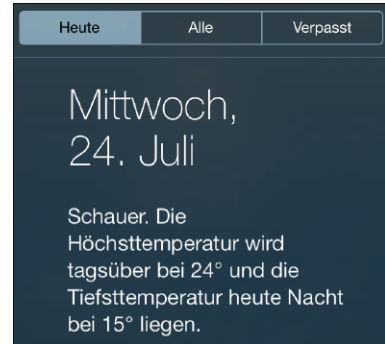 Heute Alle Verpasst
Mittwoch,
24. Juli
Schauer. Die
Höchsttemperatur wird
tagsüber bei 24° und die
Tiefsttemperatur heute Nacht
bei 15° liegen.